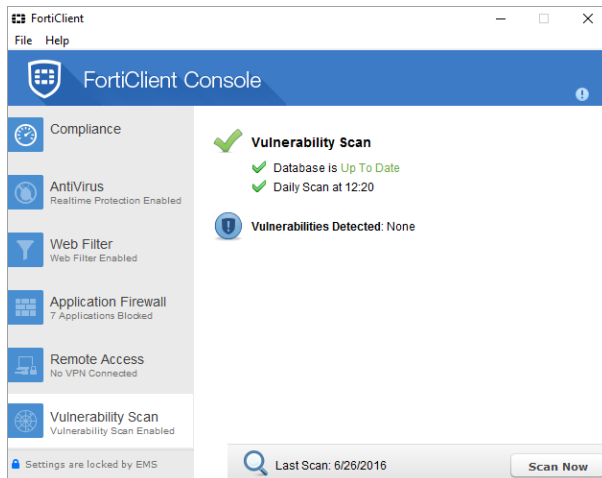 FortiClient
File Help
FortiClient Console
Compliance
AntiVirus
Realtime Protection Enabled
Web Filter
Web Filter Enabled
Application Firewall
7 Applications Blocked
Remote Access
No VPN Connected
Vulnerability Scan
Vulnerability Scan Enabled
Settings are locked by EMS
Vulnerability Scan
Database is Up To Date
Daily Scan at 12:20
Vulnerabilities Detected: None
Last Scan: 6/26/2016
Scan Now